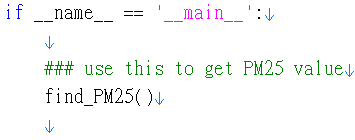 if __name__ == '__main__':↓
↓
### use this to get PM25 value↓
find_PM25()↓
↓